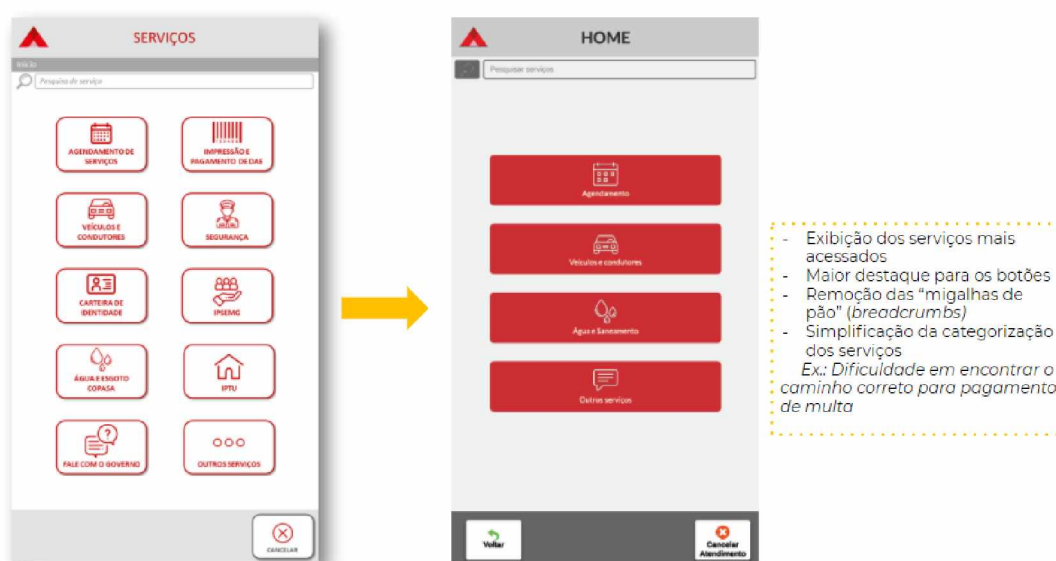 SERVIÇOS
Início
Pesquisa de serviço
AGENDAMENTO DE
SERVIÇOS
IMPRESSÃO E
PAGAMENTO DE DAE
VEÍCULOS E
CONDUTORES
SEGURANÇA
CARTEIRA DE
IDENTIDADE
IPSEMG
ÁGUA E ESGOTO
COPASA
IPTU
FALE COM O GOVERNO
OUTROS SERVIÇOS
CANCELAR
HOME
Pesquisar serviços
Agendamento
Veículos e condutores
Água e Saneamento
Outros serviços
Voltar
Cancelar
Atendimento
- Exibição dos serviços mais
acessados
- Maior destaque para os botões
- Remoção das "migalhas de
pão" (breadcrumbs)
- Simplificação da categorização
dos serviços
Ex.: Dificuldade em encontrar o
caminho correto para pagamento
de multa